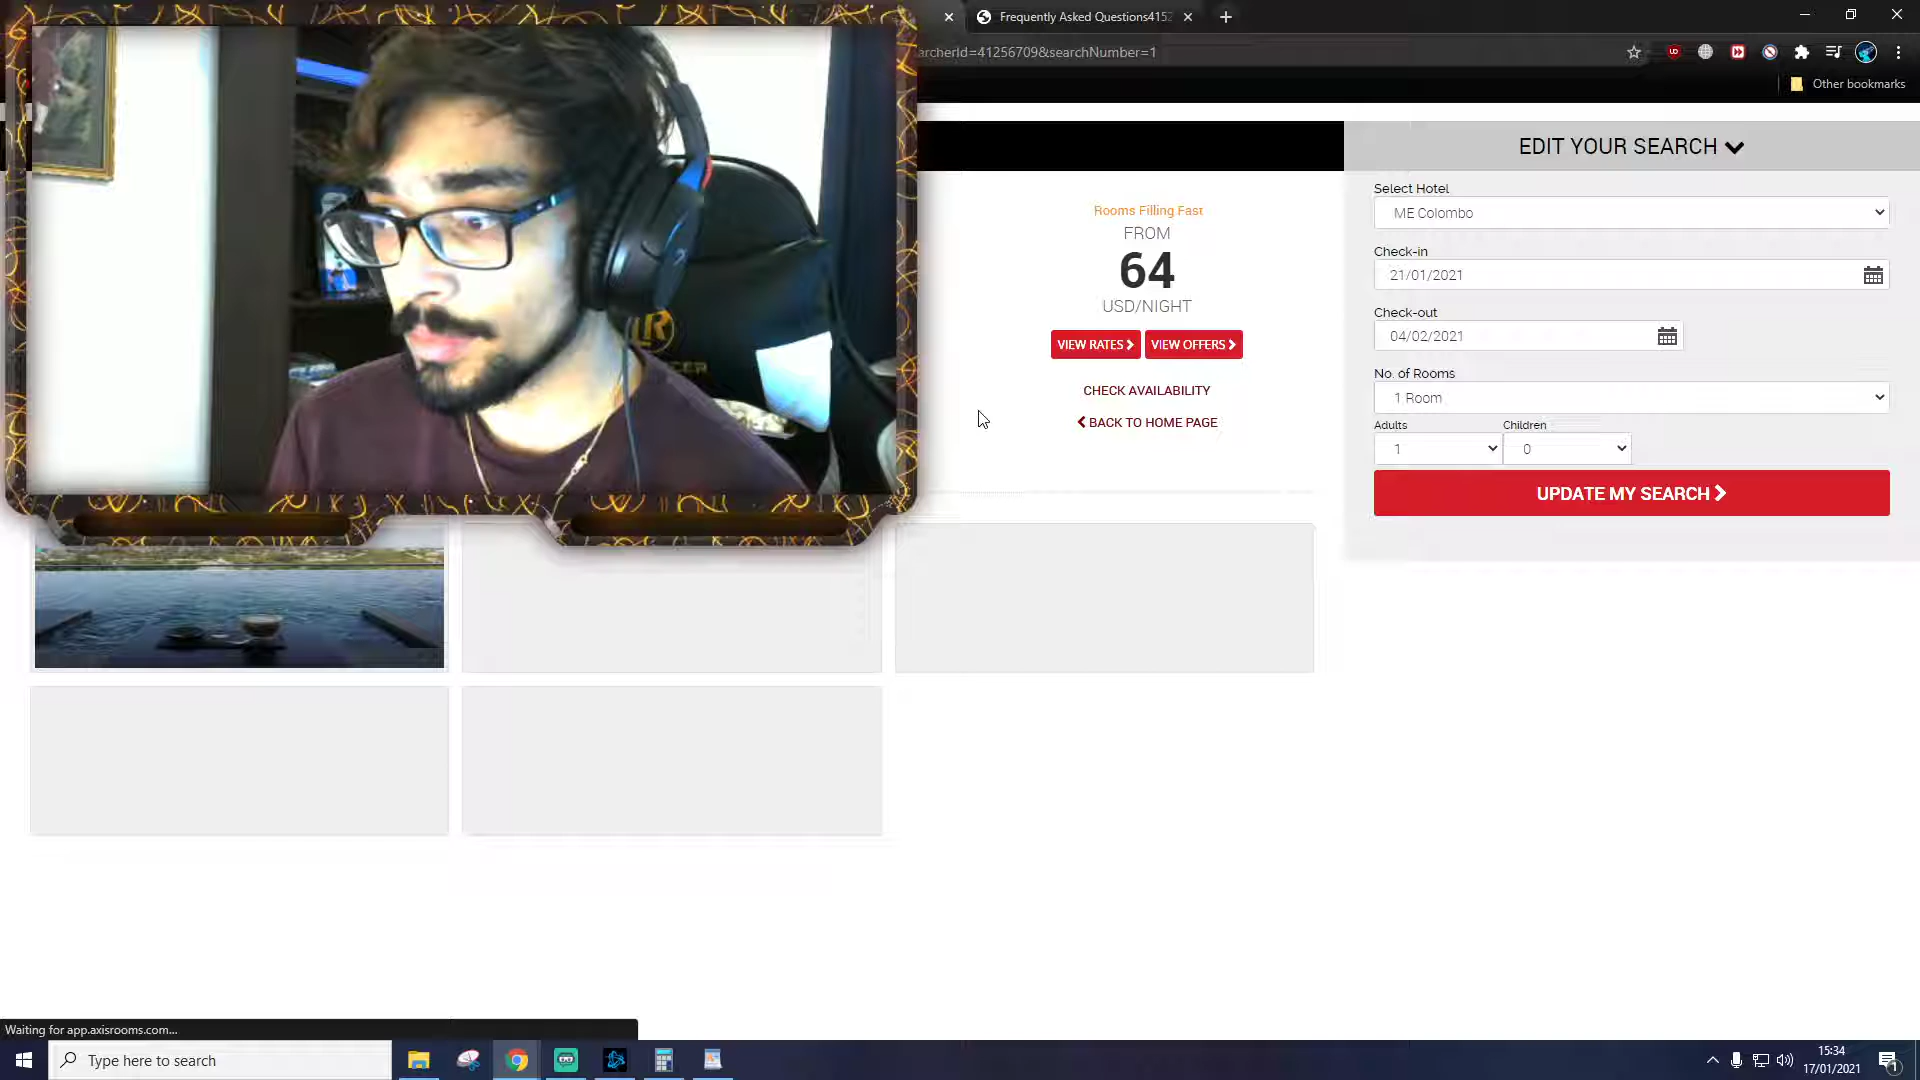 Frequently Asked Questions4152
archerId=41256709&searchNumber=1
Other bookmarks
EDIT YOUR SEARCH
Select Hotel
ME Colombo
Check-in
21/01/2021
Check-out
04/02/2021
No. of Rooms
1 Room
Adults
Children
1
0
UPDATE MY SEARCH
Rooms Filling Fast
FROM
64
USD/NIGHT
VIEW RATES
VIEW OFFERS
CHECK AVAILABILITY
BACK TO HOME PAGE
Waiting for app.axisrooms.com...
Type here to search
15:34
17/01/2021
1